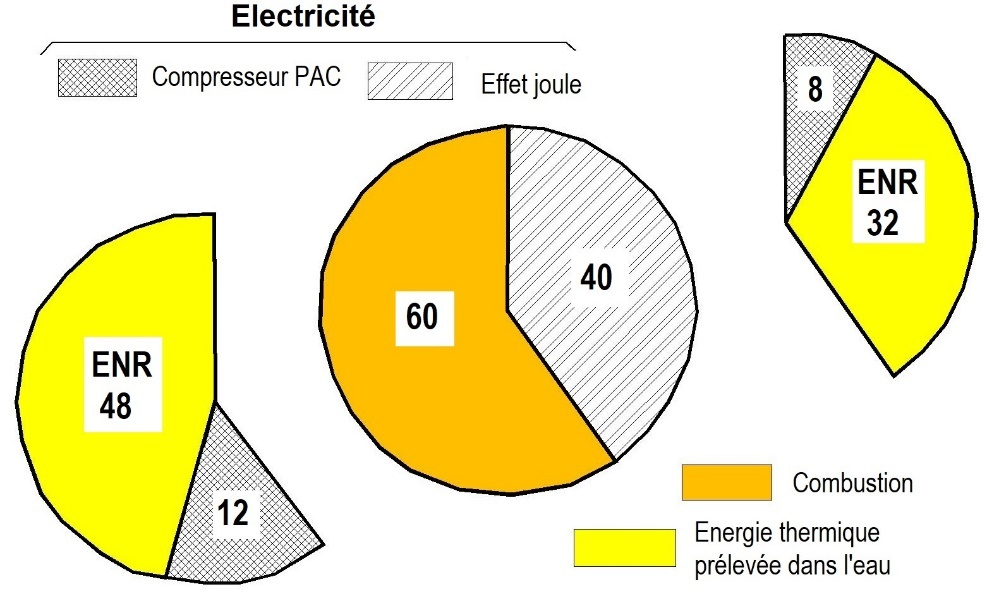 Electricité
Compresseur PAC
Effet joule
8
ENR
32
40
60
ENR
48
12
Combustion
Energie thermique
prélevée dans l'eau